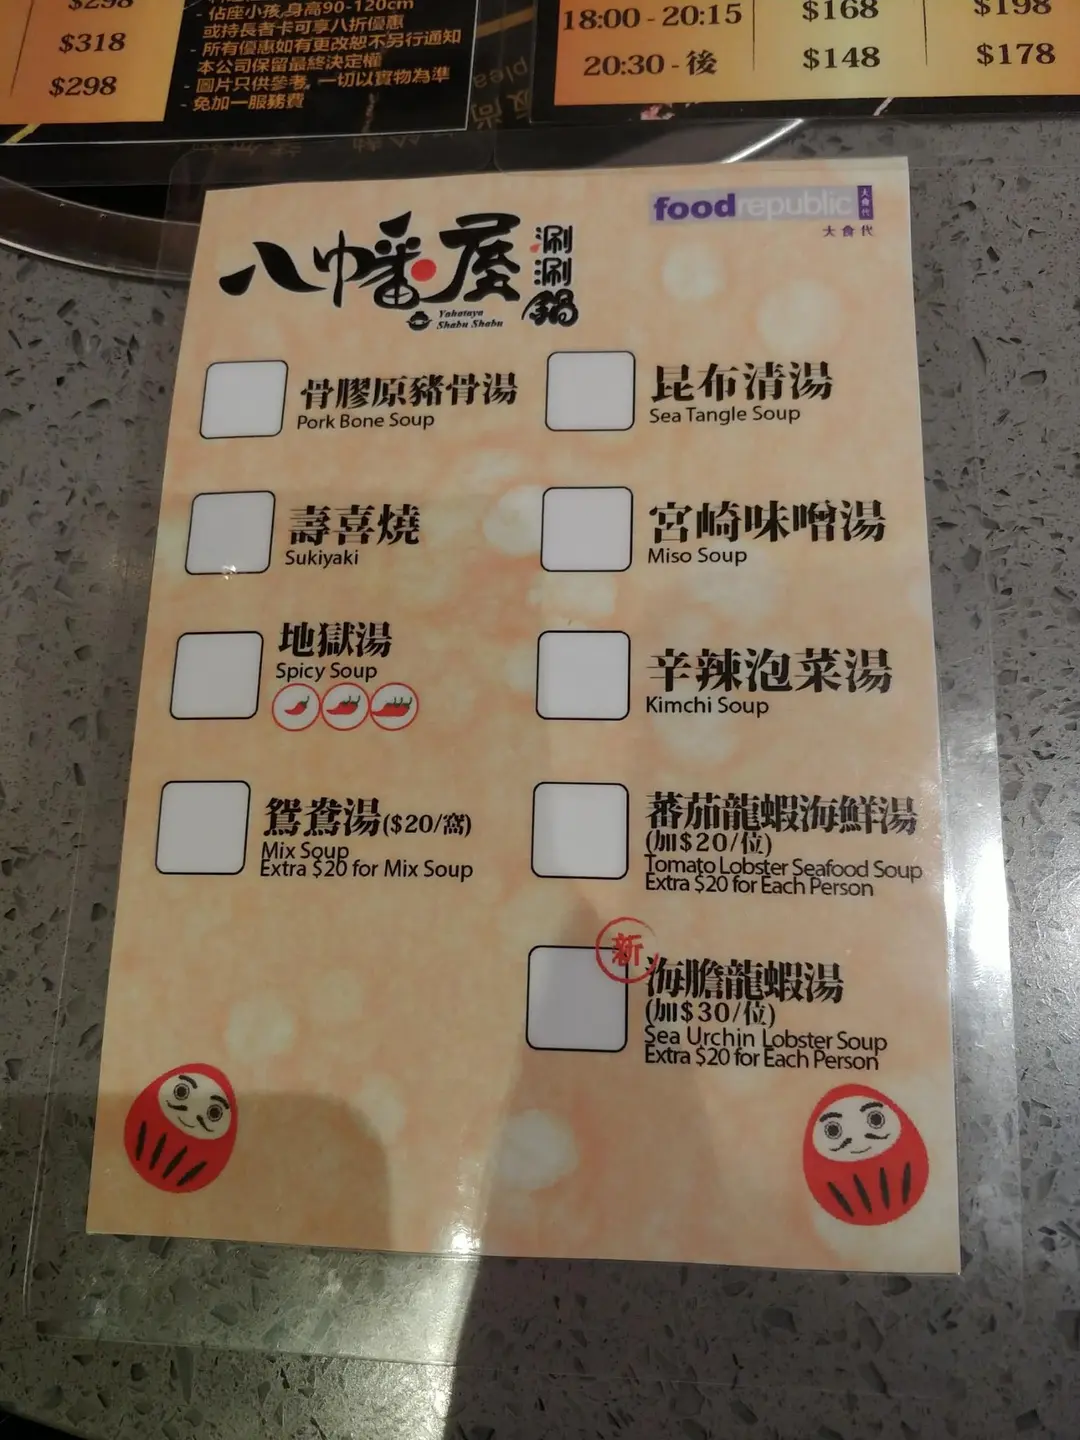 $318
$298
- 佔座小孩,身高90-120cm
或持長者卡可享八折優惠
- 所有優惠如有更改恕不另行通知
本公司保留最終決定權
- 圖片只供參考, 一切以實物為準
- 免加一服務費
18:00 - 20:15 $168 $198
20:30 - 後 $148 $178
foodrepublic 大食代
大食代
八幡屋 涮涮鍋
Yahataya
Shabu Shabu
骨膠原豬骨湯
Pork Bone Soup
昆布清湯
Sea Tangle Soup
壽喜燒
Sukiyaki
宮崎味噌湯
Miso Soup
地獄湯
Spicy Soup
辛辣泡菜湯
Kimchi Soup
鴛鴦湯($20/窩)
Mix Soup
Extra $20 for Mix Soup
蕃茄龍蝦海鮮湯
(加$20/位)
Tomato Lobster Seafood Soup
Extra $20 for Each Person
新
海膽龍蝦湯
(加$30/位)
Sea Urchin Lobster Soup
Extra $20 for Each Person